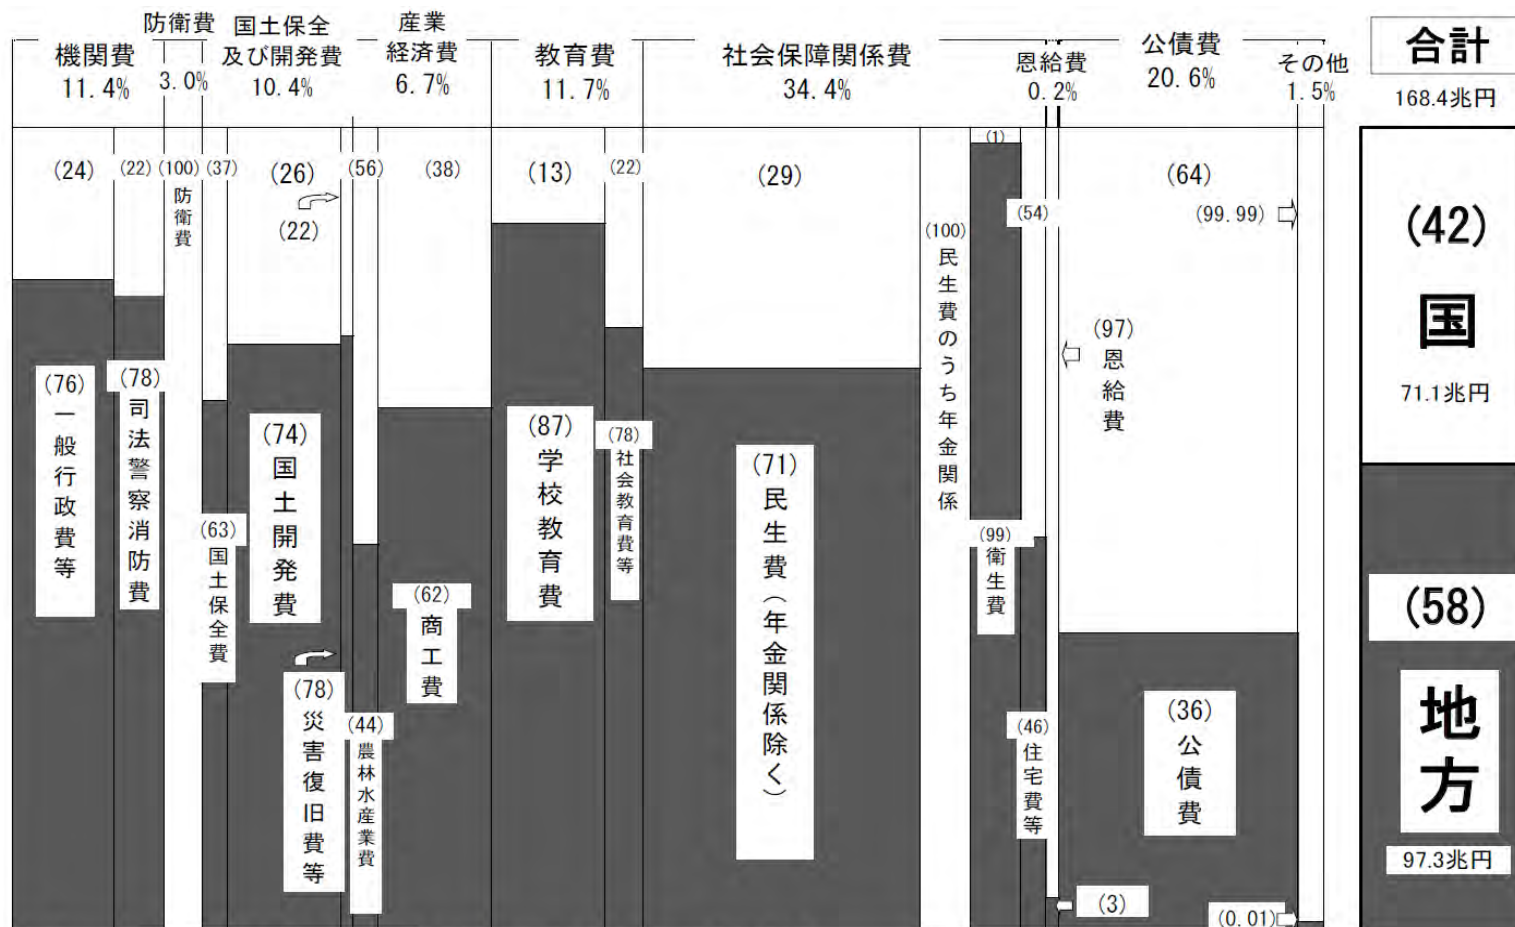 機関費
11.4%
防衛費
3.0%
国土保全
及び開発費
10.4%
産業
経済費
6.7%
教育費
11.7%
社会保障関係費
34.4%
恩給費
0.2%
公債費
20.6%
その他
1.5%
合計
168.4兆円
(24)
(22)
(100)
防衛費
(37)
(26)
(22)
(56)
(38)
(13)
(22)
(29)
(100)
民生費のうち年金関係
(1)
(54)
(97)
恩給費
(64)
(99.99)
(42)
国
71.1兆円
(76)
一般行政費等
(78)
司法警察消防費
(63)
国土保全費
(74)
国土開発費
(78)
災害復旧費等
(44)
農林水産業費
(62)
商工費
(87)
学校教育費
(78)
社会教育費等
(71)
民生費(年金関係除く)
(99)
衛生費
(46)
住宅費等
(3)
(36)
公債費
(0.01)
(58)
地方
97.3兆円